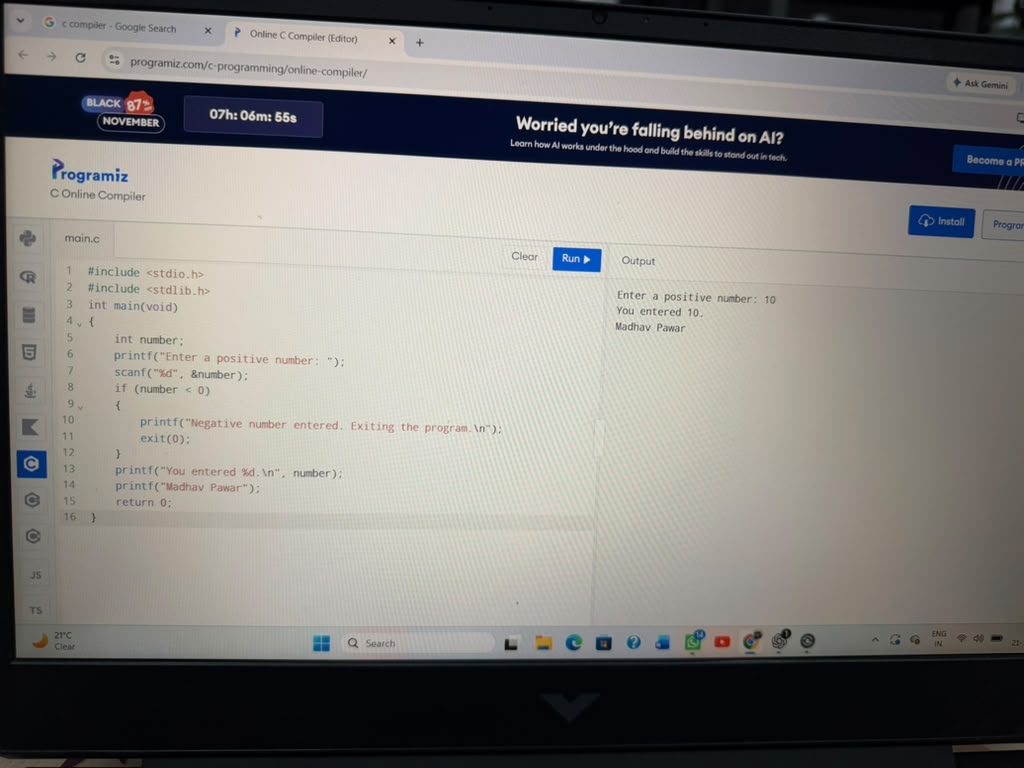 c compiler - Google Search
Online C Compiler (Editor)
programiz.com/c-programming/online-compiler/
Ask Gemini
BLACK 87%
NOVEMBER
07h: 06m: 55s
Worried you're falling behind on AI?
Learn how AI works under the hood and build the skills to stand out in tech.
Become a PR
Programiz
C Online Compiler
Install
Progra
main.c
Clear
Run
Output
1 #include <stdio.h>
2 #include <stdlib.h>
3 int main(void)
4 {
5 int number;
6 printf("Enter a positive number: ");
7 scanf("%d", &number);
8 if (number < 0)
9 {
10 printf("Negative number entered. Exiting the program.\n");
11 exit(0);
12 }
13 printf("You entered %d.\n", number);
14 printf("Madhav Pawar");
15 return 0;
16 }
Enter a positive number: 10
You entered 10.
Madhav Pawar
JS
TS
21°C
Clear
Search
ENG
IN
21-